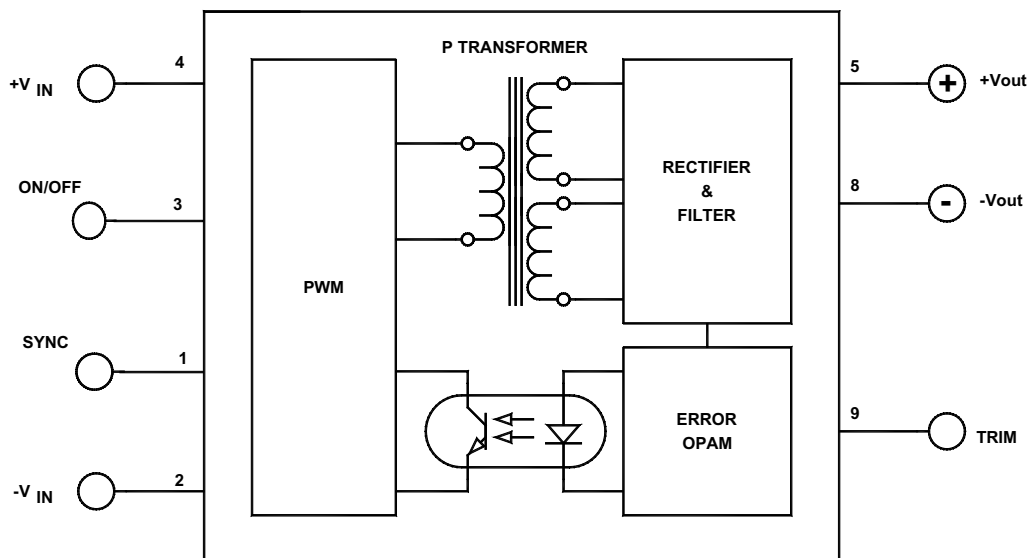 P TRANSFORMER
4
+V IN
ON/OFF
3
SYNC
1
-V IN
2
PWM
RECTIFIER
&
FILTER
ERROR
OPAM
5
+
+Vout
8
-
-Vout
9
TRIM